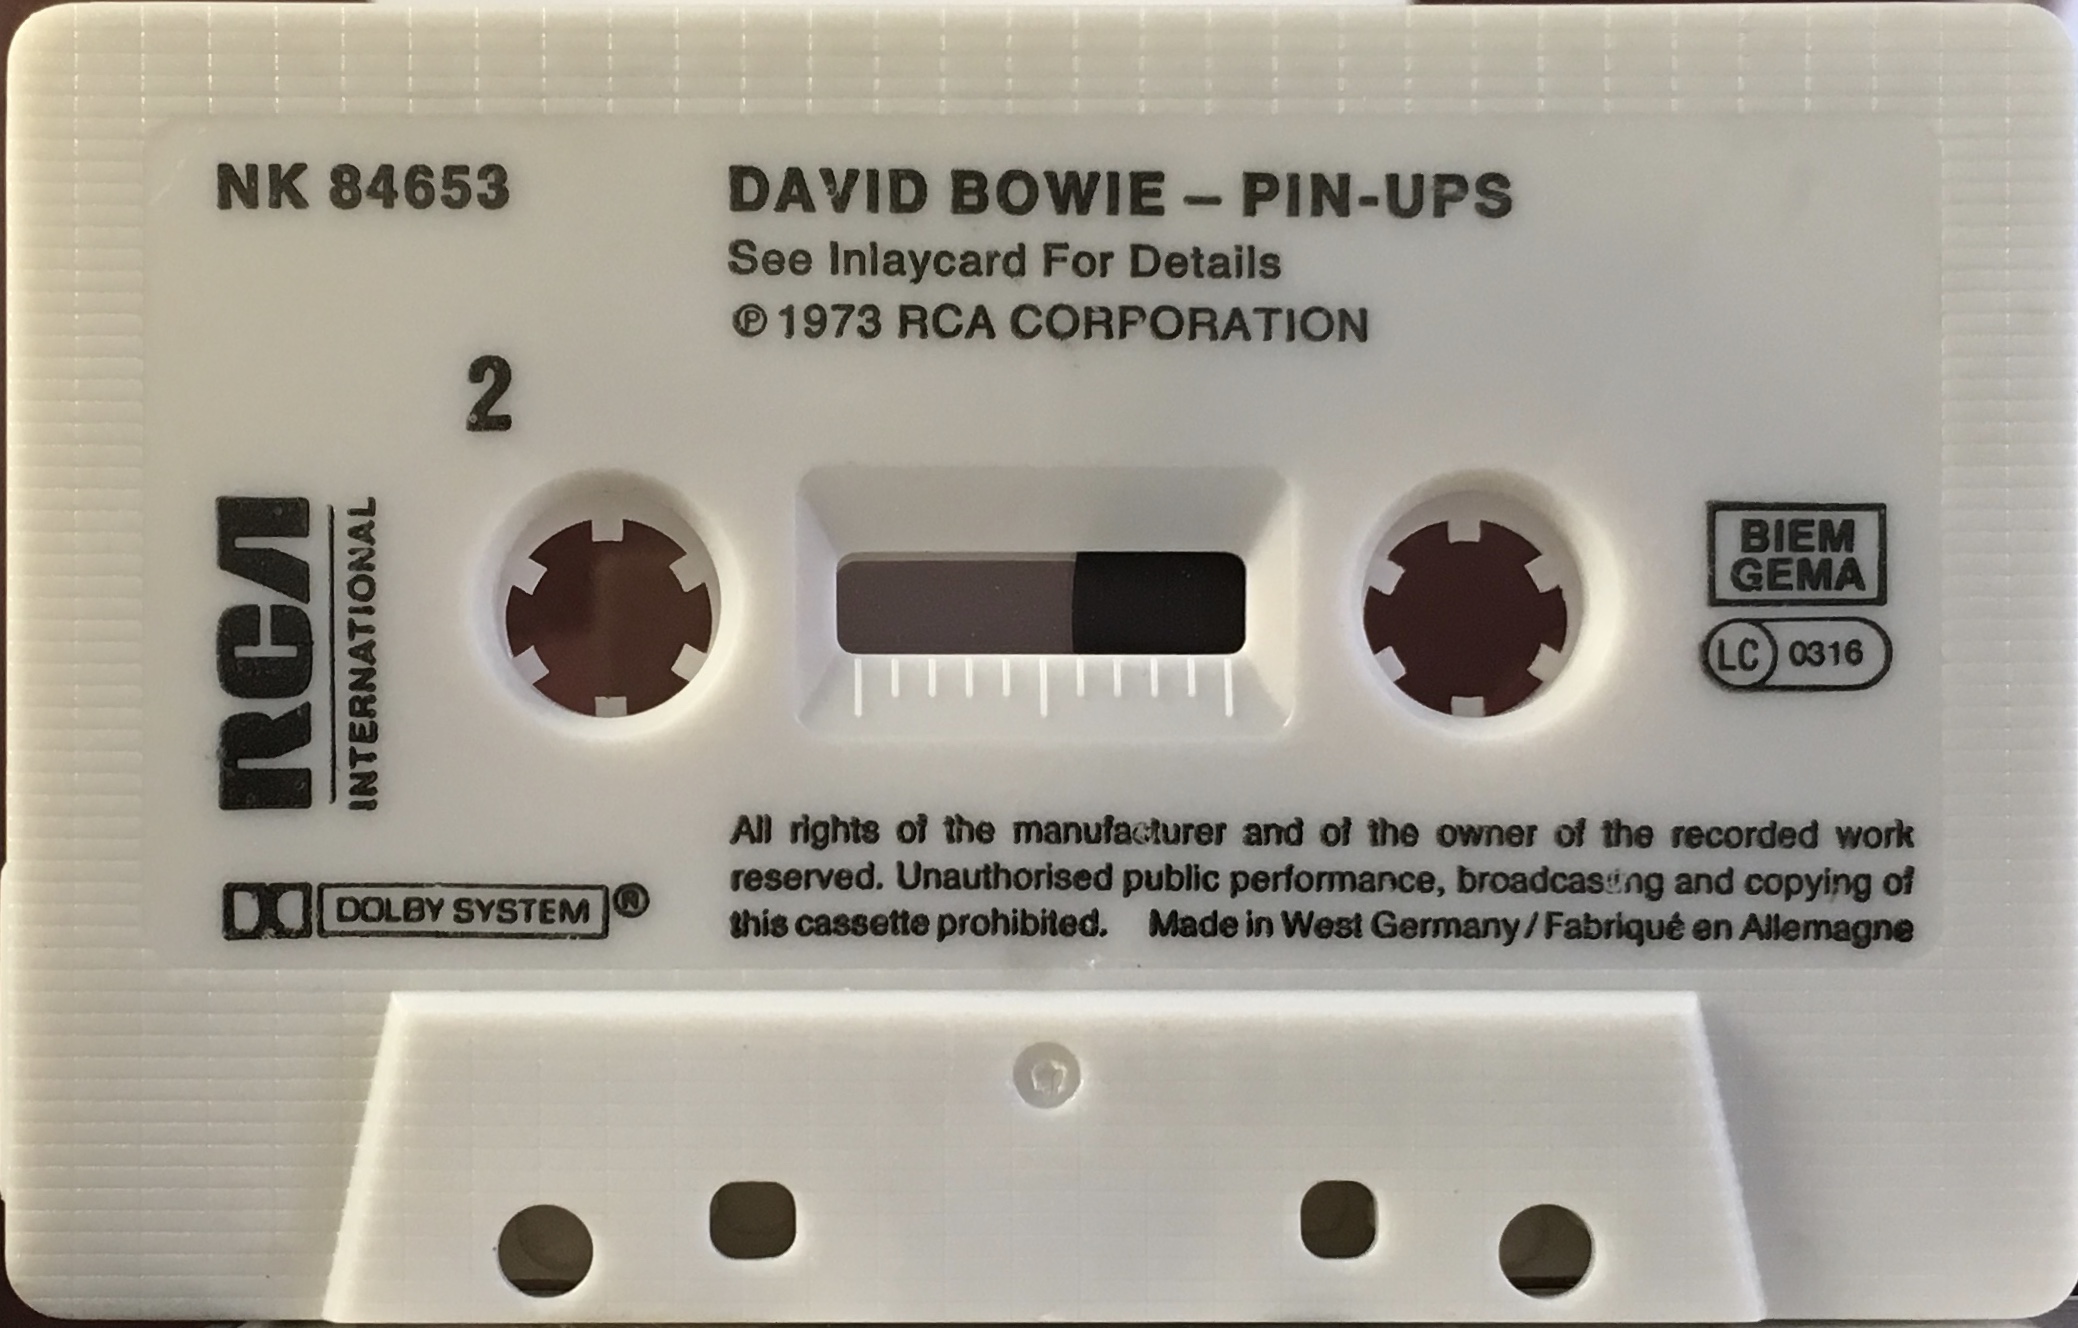 NK 84653
DAVID BOWIE – PIN-UPS
See Inlaycard For Details
℗ 1973 RCA CORPORATION
2
RCA
INTERNATIONAL
BIEM
GEMA
LC 0316
DOLBY SYSTEM®
All rights of the manufacturer and of the owner of the recorded work
reserved. Unauthorised public performance, broadcasting and copying of
this cassette prohibited. Made in West Germany / Fabriqué en Allemagne